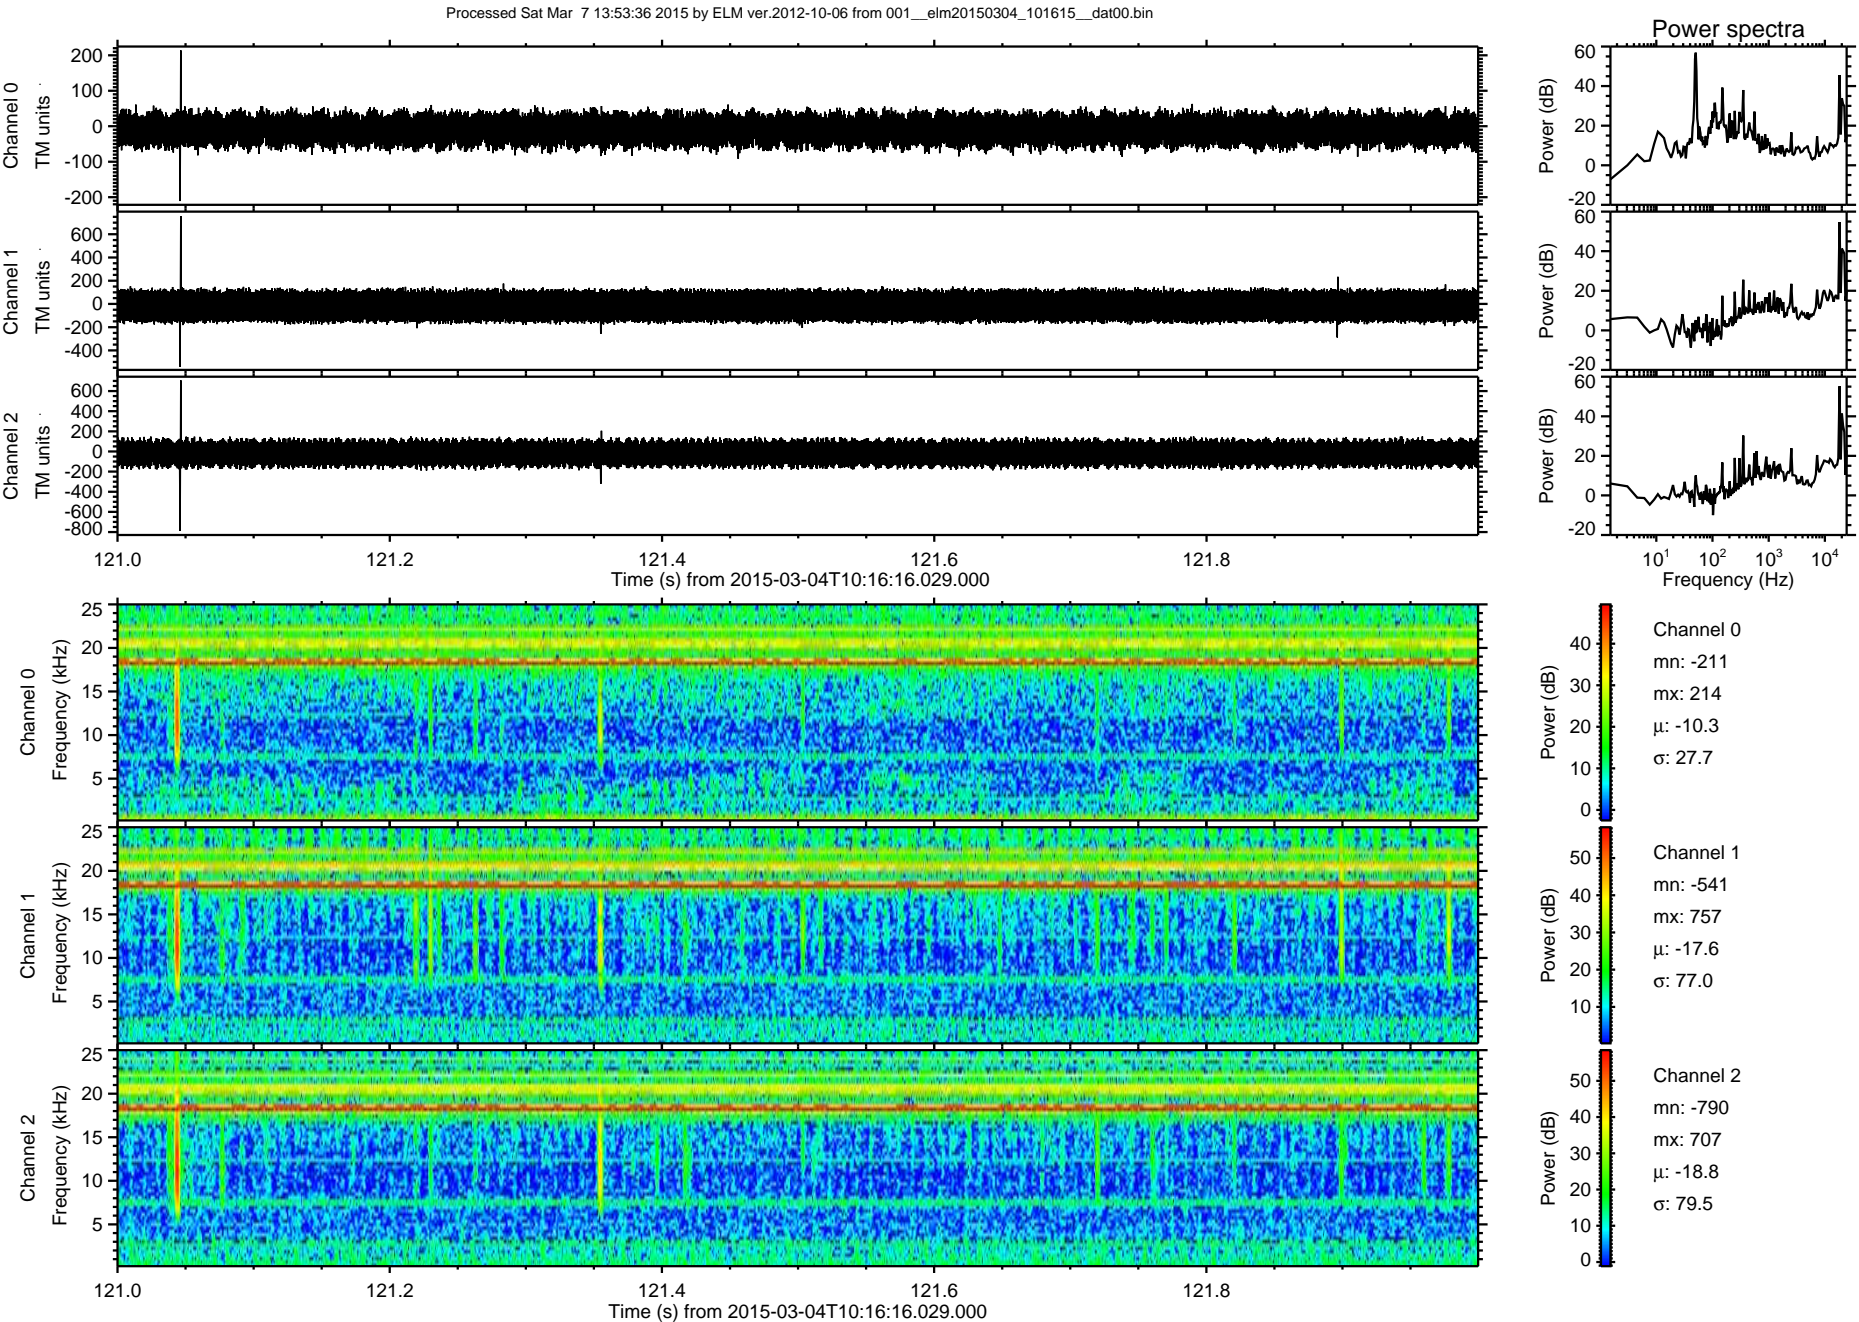 Processed Sat Mar  7 13:53:36 2015 by ELM ver.2012-10-06 from 001__elm20150304_101615__dat00.bin
Power spectra
Channel 0
TM units
200
100
0
-100
-200
Power (dB)
60
40
20
0
-20
Channel 1
TM units
600
400
200
0
-200
-400
Power (dB)
60
40
20
0
-20
Channel 2
TM units
600
400
200
0
-200
-400
-600
-800
Power (dB)
60
40
20
0
-20
121.0 121.2 121.4 121.6 121.8
Time (s) from 2015-03-04T10:16:16.029.000
10¹ 10² 10³ 10⁴
Frequency (Hz)
Channel 0
Frequency (kHz)
25
20
15
10
5
Power (dB)
40
30
20
10
0
Channel 0
mn: -211
mx: 214
μ: -10.3
σ: 27.7
Channel 1
Frequency (kHz)
25
20
15
10
5
Power (dB)
50
40
30
20
10
Channel 1
mn: -541
mx: 757
μ: -17.6
σ: 77.0
Channel 2
Frequency (kHz)
25
20
15
10
5
Power (dB)
50
40
30
20
10
0
Channel 2
mn: -790
mx: 707
μ: -18.8
σ: 79.5
121.0 121.2 121.4 121.6 121.8
Time (s) from 2015-03-04T10:16:16.029.000